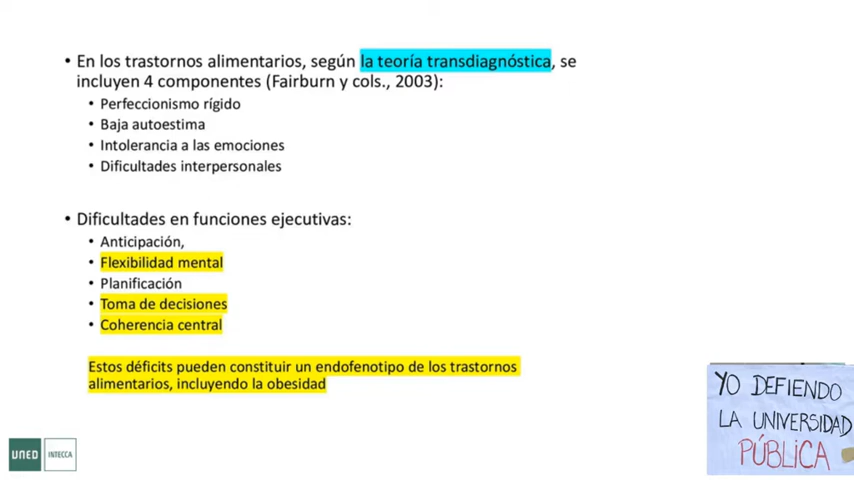 • En los trastornos alimentarios, según la teoría transdiagnóstica, se
incluyen 4 componentes (Fairburn y cols., 2003):
• Perfeccionismo rígido
• Baja autoestima
• Intolerancia a las emociones
• Dificultades interpersonales
• Dificultades en funciones ejecutivas:
• Anticipación,
• Flexibilidad mental
• Planificación
• Toma de decisiones
• Coherencia central
Estos déficits pueden constituir un endofenotipo de los trastornos
alimentarios, incluyendo la obesidad
UNED INTECCA
YO DEFIENDO
LA UNIVERSIDAD
PÚBLICA